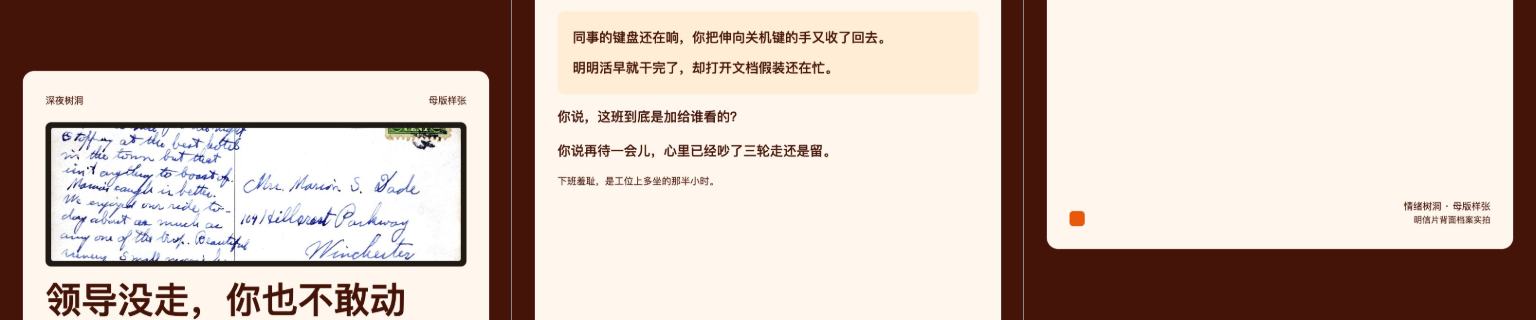 深夜树洞
母版样张
at the best hotel
in the town but that
isn't anything to boast of.
Mamas caugh is better.
We enjoyed our ride to-
day about as much as
any one of the trip. Beautiful
Mrs. Marion S. Dade
104 Hillcrest Parkway
Winchester
领导没走，你也不敢动
同事的键盘还在响，你把伸向关机键的手又收了回去。
明明活早就干完了，却打开文档假装还在忙。
你说，这班到底是加给谁看的？
你说再待一会儿，心里已经吵了三轮走还是留。
下班羞耻，是工位上多坐的那半小时。
情绪树洞 · 母版样张
明信片背面档案实拍